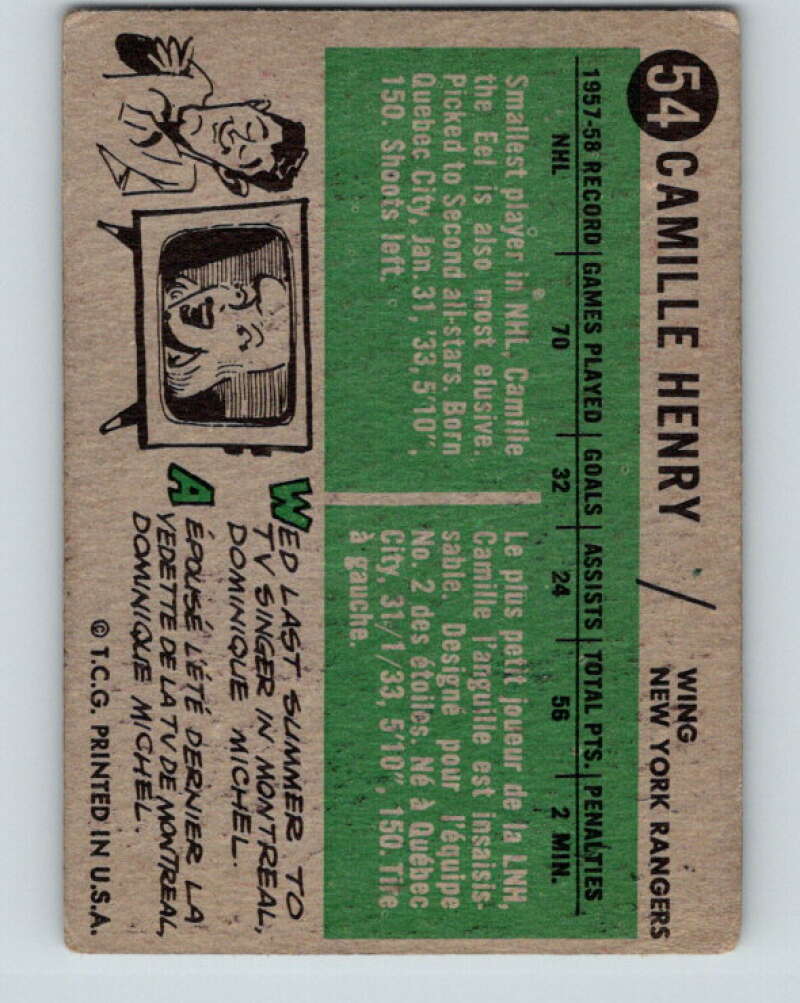 54 CAMILLE HENRY / WING
NEW YORK RANGERS
1957-58 RECORD | GAMES PLAYED | GOALS | ASSISTS | TOTAL PTS. | PENALTIES
NHL 70 32 24 56 2 MIN.
Smallest player in NHL, Camille
the Eel is also most elusive.
Picked to Second all-stars. Born
Quebec City, Jan. 31, '33, 5'10",
150. Shoots left.
Le plus petit joueur de la LNH,
Camille l'anguille est insaisis-
sable. Designé pour l'équipe
No. 2 des étoiles. Né à Québec
City, 31/1/33, 5'10", 150. Tire
à gauche.
WED LAST SUMMER TO
TV SINGER IN MONTREAL,
DOMINIQUE MICHEL.
A ÉPOUSÉ L'ÉTÉ DERNIER LA
VEDETTE DE LA TV DE MONTREAL,
DOMINIQUE MICHEL.
© T.C.G. PRINTED IN U.S.A.